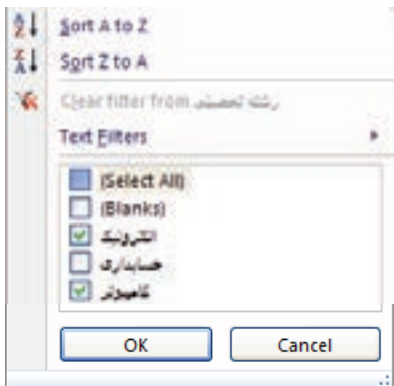 Sort A to Z
Sort Z to A
Clear filter from رشته تحصیلی
Text Filters
(Select All)
(Blanks)
الکترونیک
حسابداری
کامپیوتر
OK
Cancel